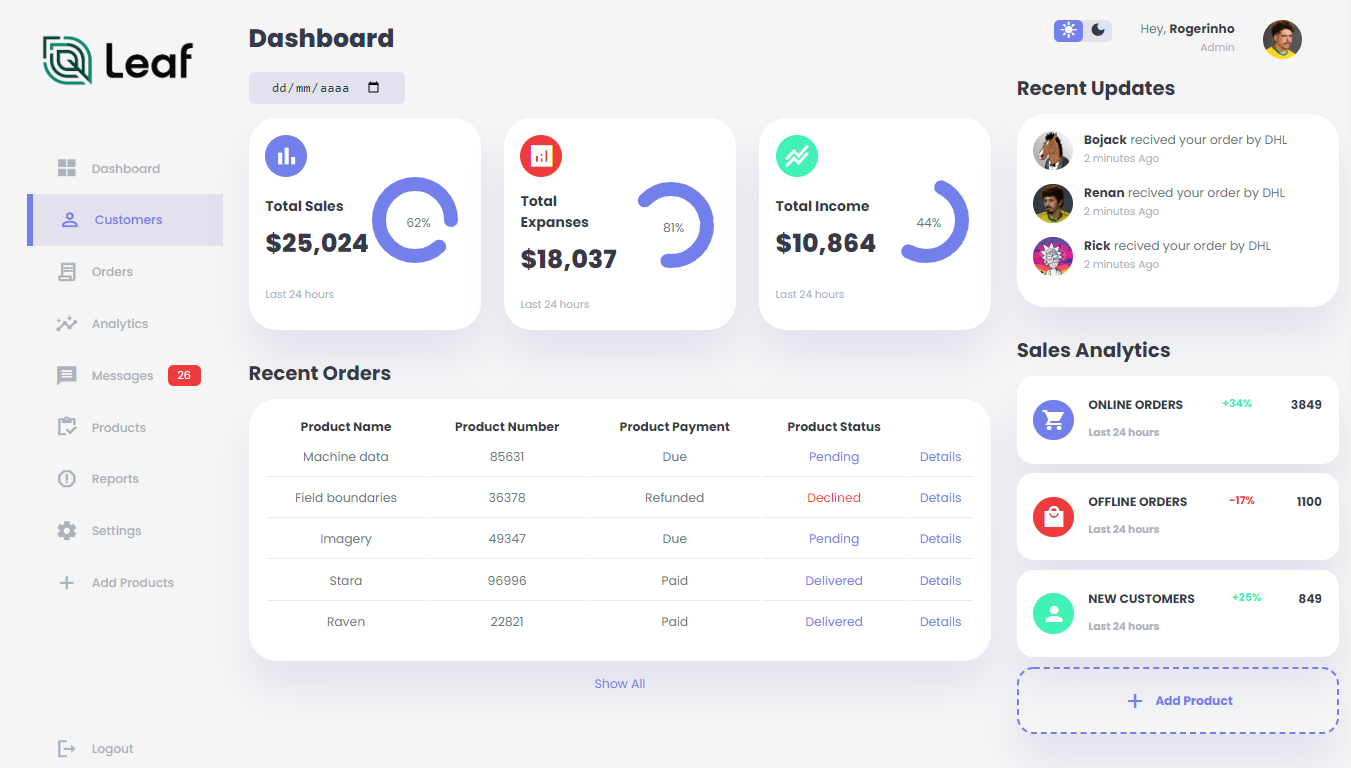 Leaf
Dashboard
Customers
Orders
Analytics
Messages 26
Products
Reports
Settings
Add Products
Logout
Dashboard
dd/mm/aaaa
Total Sales
$25,024
62%
Last 24 hours
Total
Expanses
$18,037
81%
Last 24 hours
Total Income
$10,864
44%
Last 24 hours
Recent Orders
Product Name Product Number Product Payment Product Status
Machine data 85631 Due Pending Details
Field boundaries 36378 Refunded Declined Details
Imagery 49347 Due Pending Details
Stara 96996 Paid Delivered Details
Raven 22821 Paid Delivered Details
Show All
Hey, Rogerinho
Admin
Recent Updates
Bojack recived your order by DHL
2 minutes Ago
Renan recived your order by DHL
2 minutes Ago
Rick recived your order by DHL
2 minutes Ago
Sales Analytics
ONLINE ORDERS +34% 3849
Last 24 hours
OFFLINE ORDERS -17% 1100
Last 24 hours
NEW CUSTOMERS +25% 849
Last 24 hours
Add Product